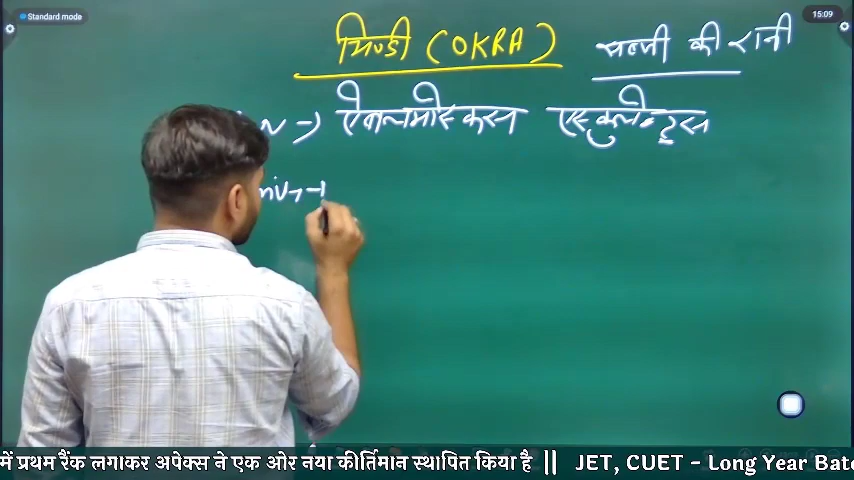 Standard mode
15:09
भिण्डी (OKRA) सब्जी की रानी
→ ऐबालमोस्कस एस्कुलेन्ट्स
में प्रथम रैंक लगाकर अपेक्स ने एक ओर नया कीर्तिमान स्थापित किया है || JET, CUET - Long Year Batc